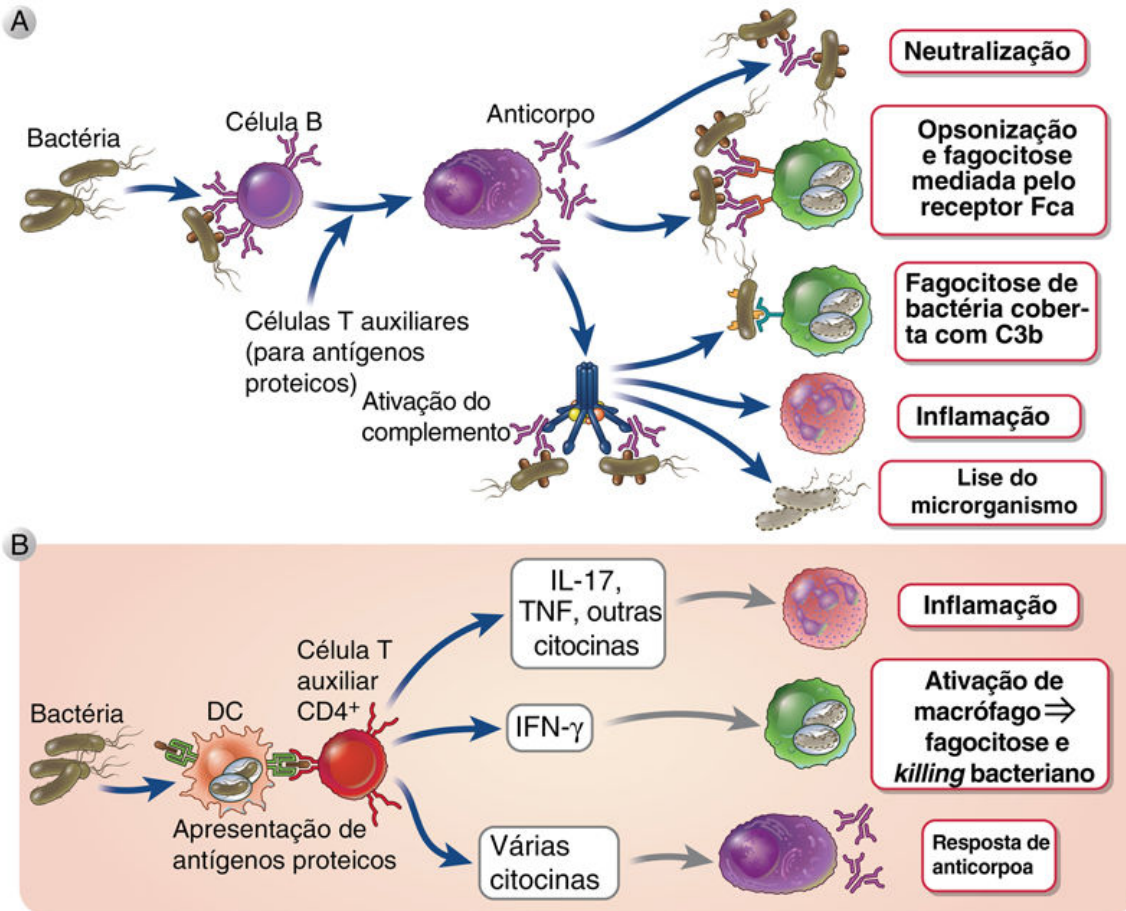 A
Bactéria
Célula B
Anticorpo
Neutralização
Opsonização
e fagocitose
mediada pelo
receptor Fca
Células T auxiliares
(para antígenos
proteicos)
Ativação do
complemento
Fagocitose de
bactéria cober-
ta com C3b
Inflamação
Lise do
microrganismo
B
Bactéria
DC
Apresentação de
antígenos proteicos
Célula T
auxiliar
CD4+
IL-17,
TNF, outras
citocinas
Inflamação
IFN-γ
Ativação de
macrófago ⇒
fagocitose e
killing bacteriano
Várias
citocinas
Resposta de
anticorpoa